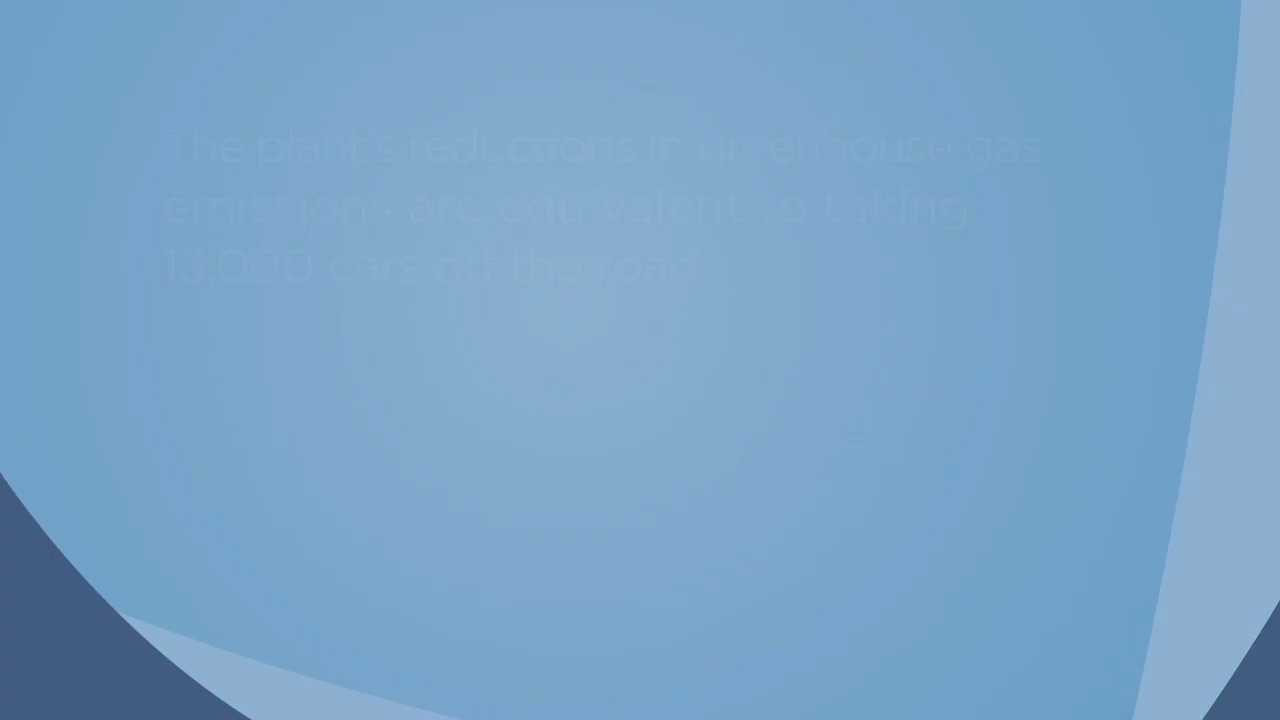 The plant's reductions in greenhouse gas
emissions are equivalent to taking
13,000 cars off the road.